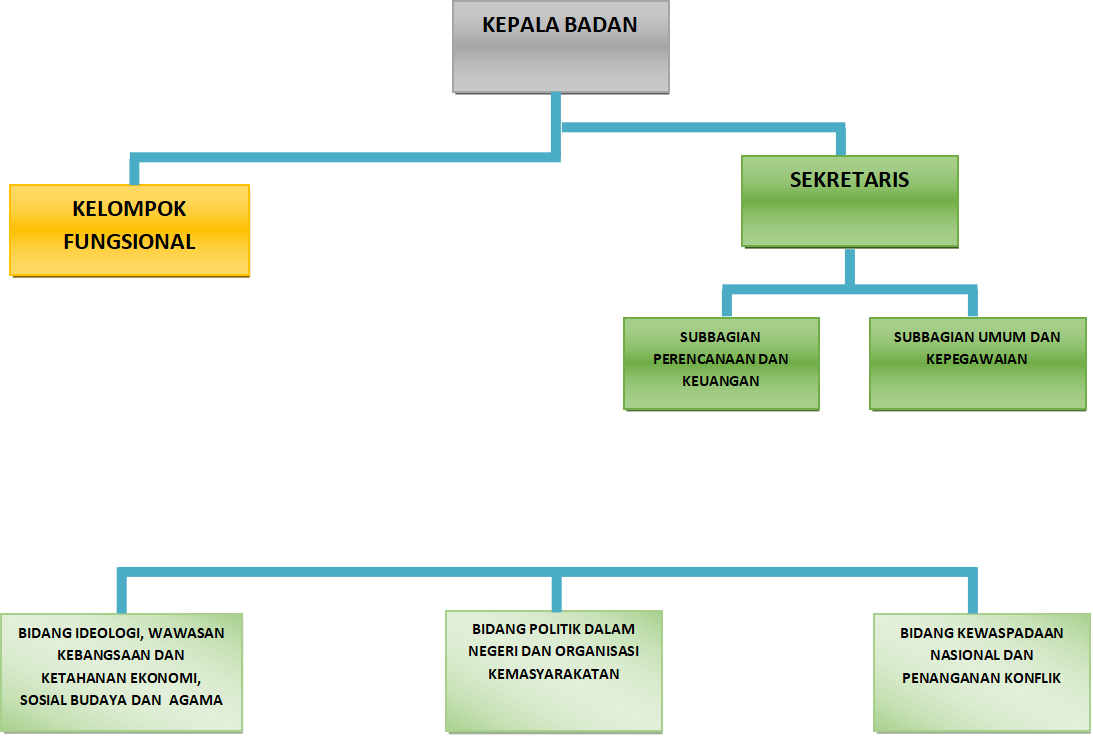 KEPALA BADAN
KELOMPOK
FUNGSIONAL
SEKRETARIS
SUBBAGIAN
PERENCANAAN DAN
KEUANGAN
SUBBAGIAN UMUM DAN
KEPEGAWAIAN
BIDANG IDEOLOGI, WAWASAN
KEBANGSAAN DAN
KETAHANAN EKONOMI,
SOSIAL BUDAYA DAN AGAMA
BIDANG POLITIK DALAM
NEGERI DAN ORGANISASI
KEMASYARAKATAN
BIDANG KEWASPADAAN
NASIONAL DAN
PENANGANAN KONFLIK